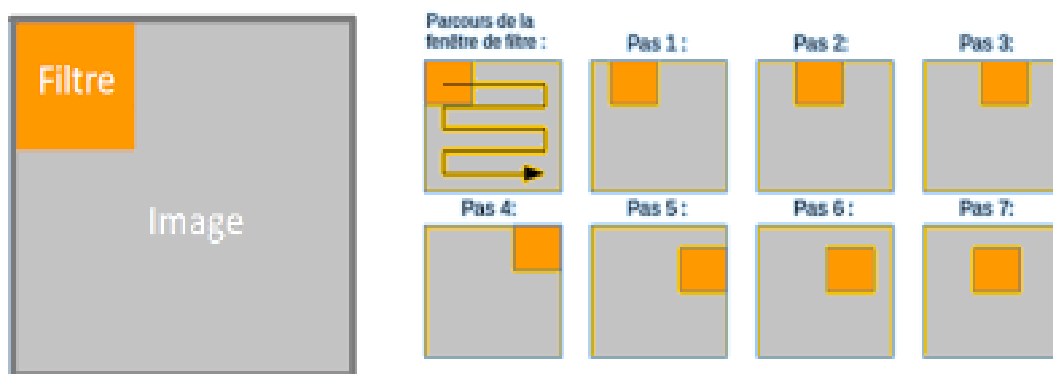 Filtre
Image
Parcours de la
fenêtre de filtre :
Pas 1 :
Pas 2:
Pas 3:
Pas 4:
Pas 5 :
Pas 6 :
Pas 7: